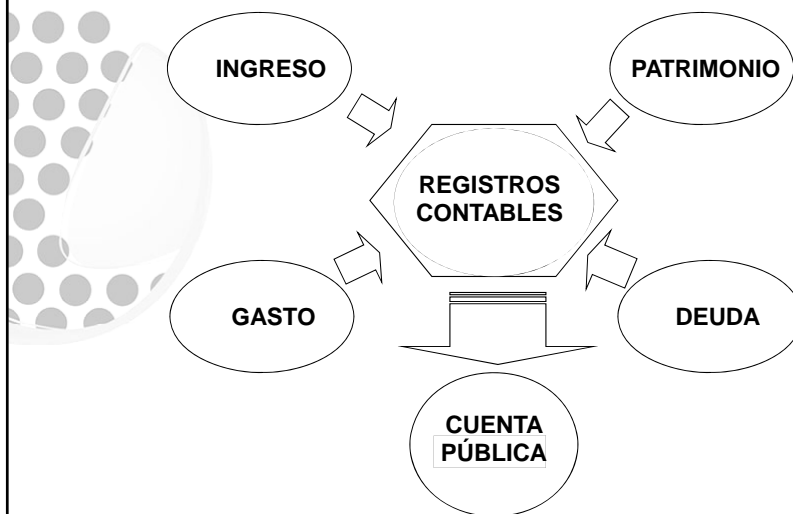 INGRESO
PATRIMONIO
REGISTROS
CONTABLES
GASTO
DEUDA
CUENTA
PÚBLICA